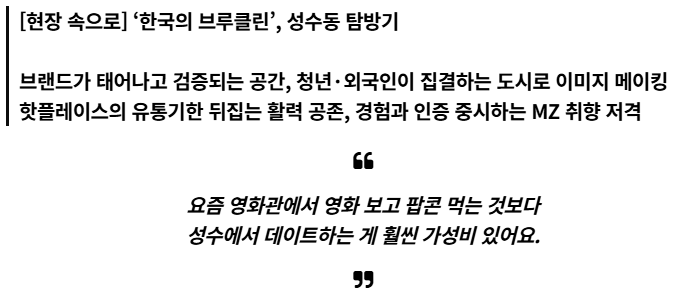 [현장 속으로] ‘한국의 브루클린’, 성수동 탐방기
브랜드가 태어나고 검증되는 공간, 청년·외국인이 집결하는 도시로 이미지 메이킹
핫플레이스의 유통기한 뒤집는 활력 공존, 경험과 인증 중시하는 MZ 취향 저격
“
요즘 영화관에서 영화 보고 팝콘 먹는 것보다
성수에서 데이트하는 게 훨씬 가성비 있어요.
”